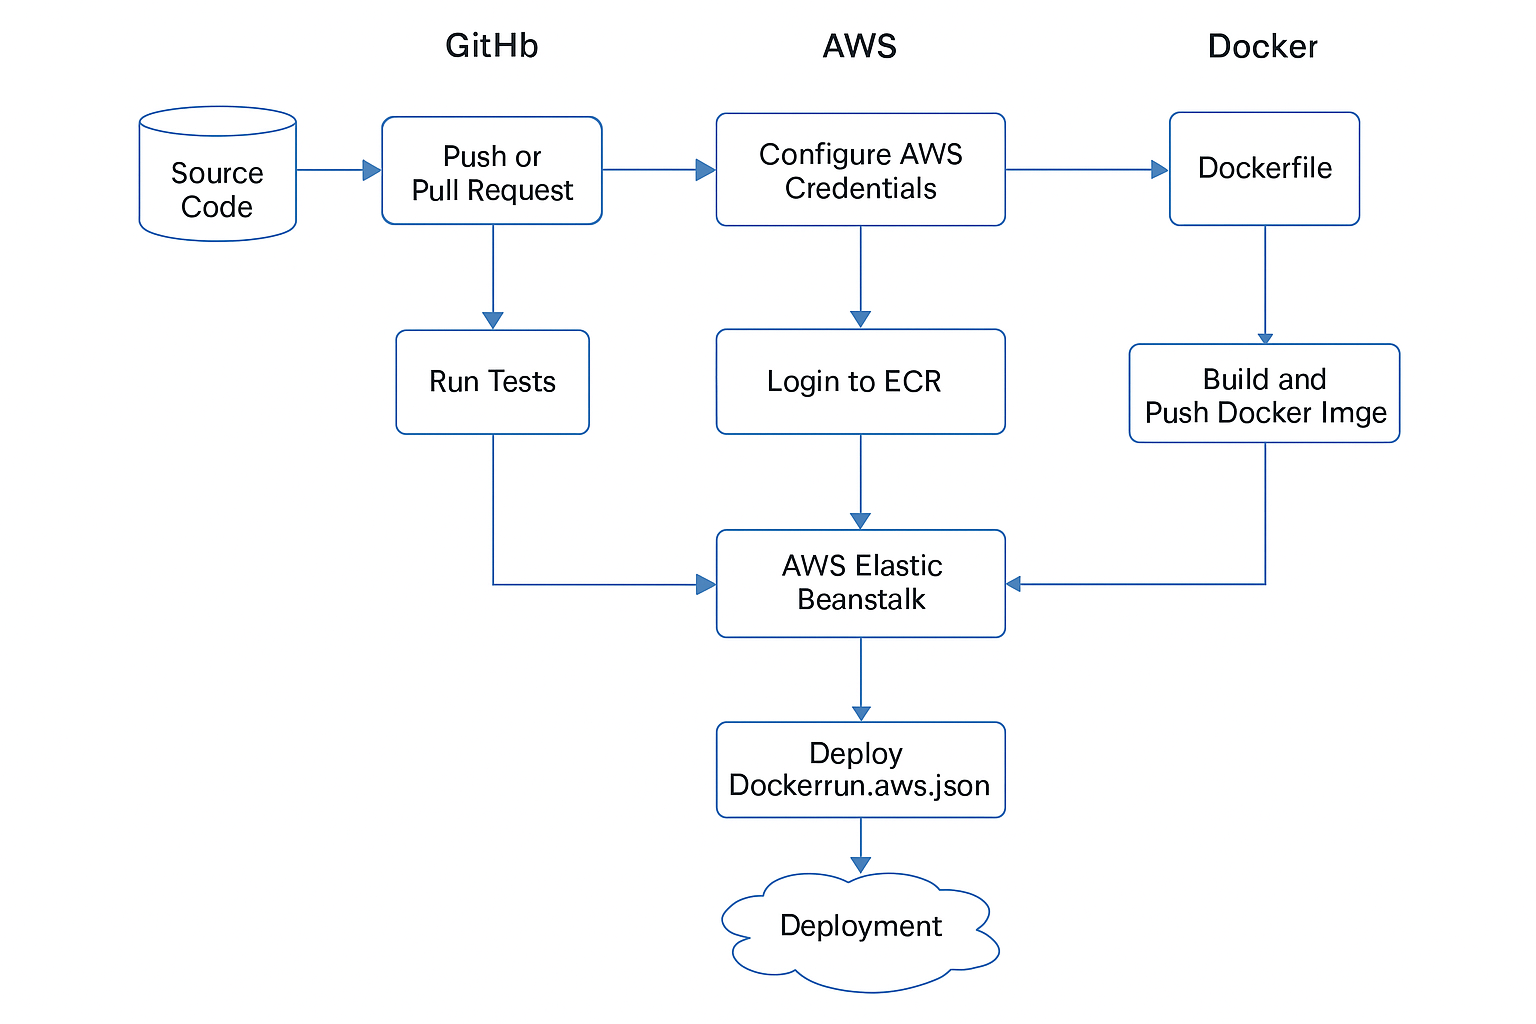 GitHb
AWS
Docker
Source
Code
Push or
Pull Request
Configure AWS
Credentials
Dockerfile
Run Tests
Login to ECR
Build and
Push Docker Imge
AWS Elastic
Beanstalk
Deploy
Dockerrun.aws.json
Deployment